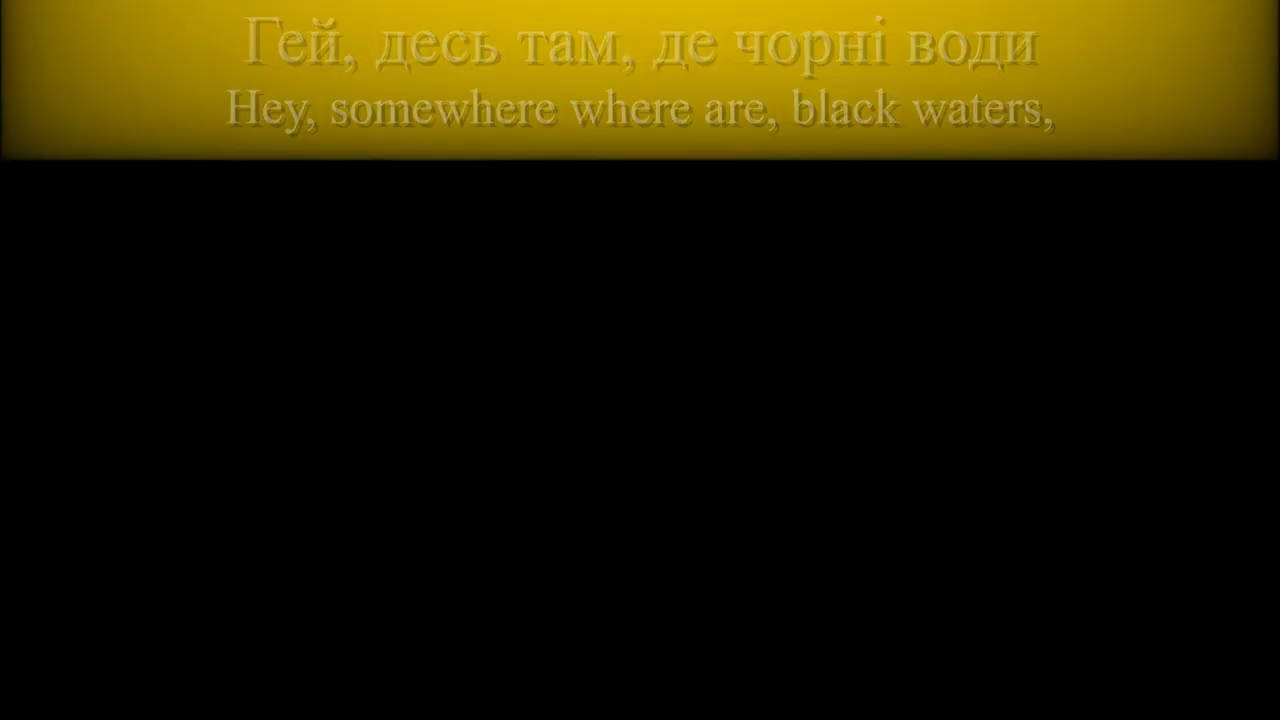 Гей, десь там, де чорні води
Hey, somewhere where are, black waters,